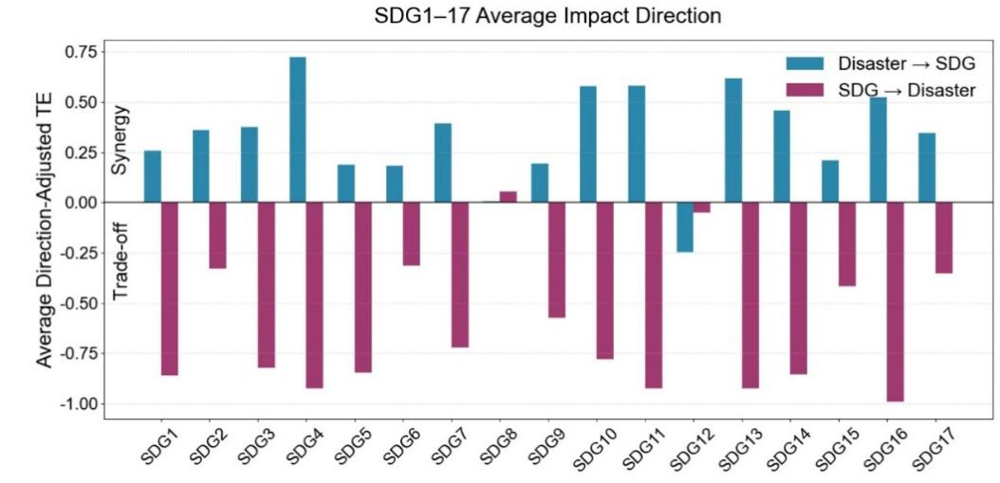 SDG1–17 Average Impact Direction
Average Direction-Adjusted TE
Synergy
Trade-off
0.75
0.50
0.25
0.00
-0.25
-0.50
-0.75
-1.00
Disaster → SDG
SDG → Disaster
SDG1
SDG2
SDG3
SDG4
SDG5
SDG6
SDG7
SDG8
SDG9
SDG10
SDG11
SDG12
SDG13
SDG14
SDG15
SDG16
SDG17